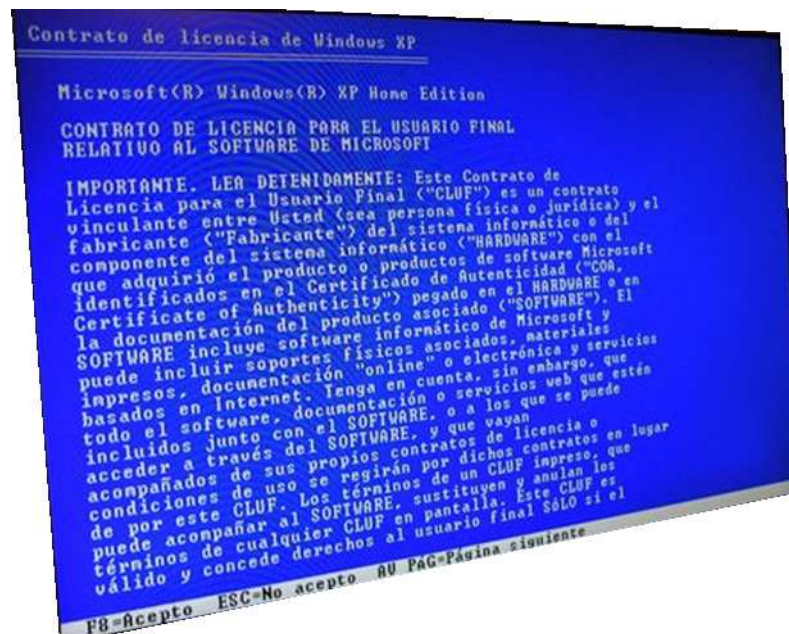 Contrato de licencia de Windows XP
Microsoft(R) Windows(R) XP Home Edition
CONTRATO DE LICENCIA PARA EL USUARIO FINAL
RELATIVO AL SOFTWARE DE MICROSOFT
IMPORTANTE. LEA DETENIDAMENTE: Este Contrato de
Licencia para el Usuario Final ("CLUF") es un contrato
vinculante entre Usted (sea persona física o jurídica) y el
fabricante ("Fabricante") del sistema informático o del
componente del sistema informático ("HARDWARE") con el
que adquirió el producto o productos de software Microsoft
identificados en el Certificado de Autenticidad ("COA,
Certificate of Authenticity") pegado en el HARDWARE o en
la documentación del producto asociado ("SOFTWARE"). El
SOFTWARE incluye software informático de Microsoft y
puede incluir soportes físicos asociados, materiales
impresos, documentación "online" o electrónica y servicios
basados en Internet. Tenga en cuenta, sin embargo, que
todo el software, documentación o servicios web que estén
incluidos junto con el SOFTWARE, o a los que se puede
acceder a través del SOFTWARE, y que vayan
acompañados de sus propios contratos de licencia o
condiciones de uso se regirán por dichos contratos en lugar
de por este CLUF. Los términos de un CLUF impreso, que
puede acompañar al SOFTWARE, sustituyen y anulan los
términos de cualquier CLUF en pantalla. Este CLUF es
válido y concede derechos al usuario final SóLO si el
F8=Acepto ESC=No acepto AV PÁG=Página siguiente